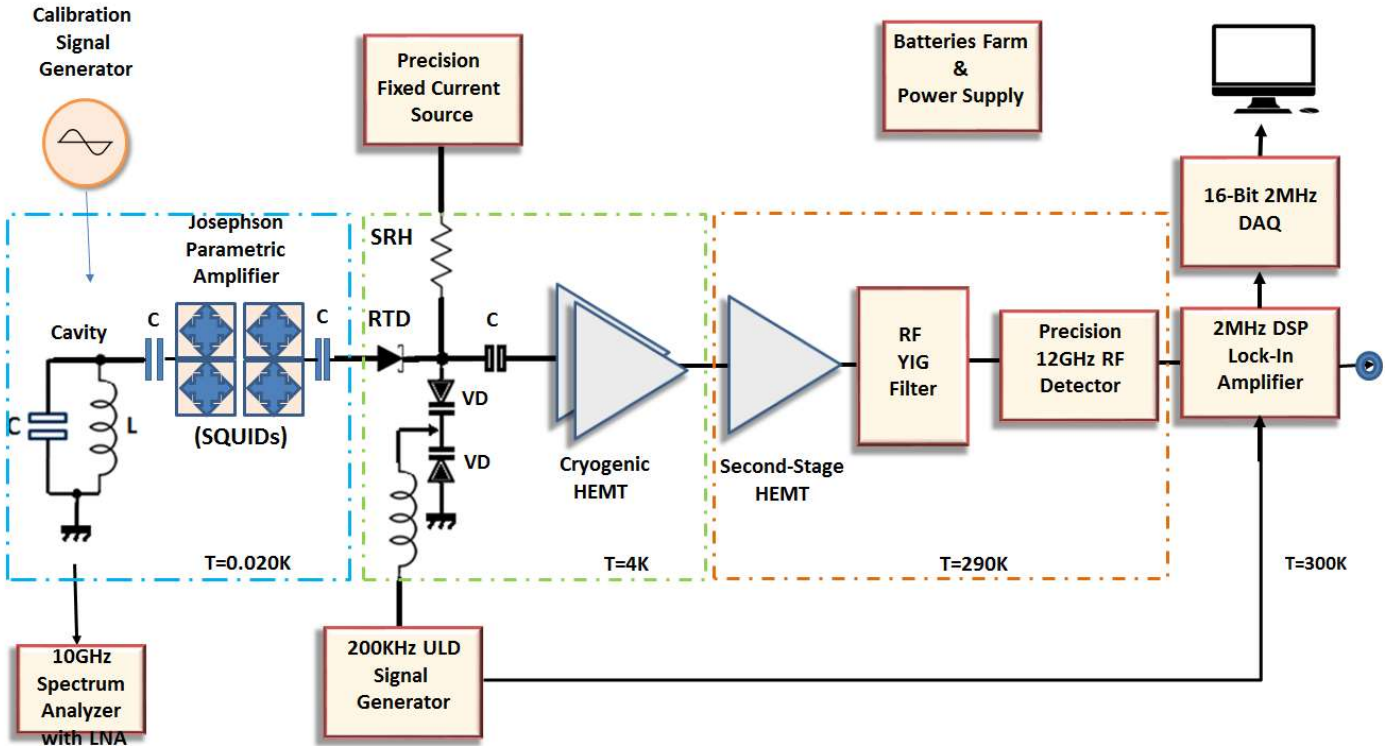 Calibration
Signal
Generator
Precision
Fixed Current
Source
Batteries Farm
&
Power Supply
16-Bit 2MHz
DAQ
Josephson
Parametric
Amplifier
SRH
RTD
C
C
C
Cavity
C
L
(SQUIDs)
VD
VD
Cryogenic
HEMT
Second-Stage
HEMT
RF
YIG
Filter
Precision
12GHz RF
Detector
2MHz DSP
Lock-In
Amplifier
T=0.020K
T=4K
T=290K
T=300K
10GHz
Spectrum
Analyzer
with LNA
200KHz ULD
Signal
Generator